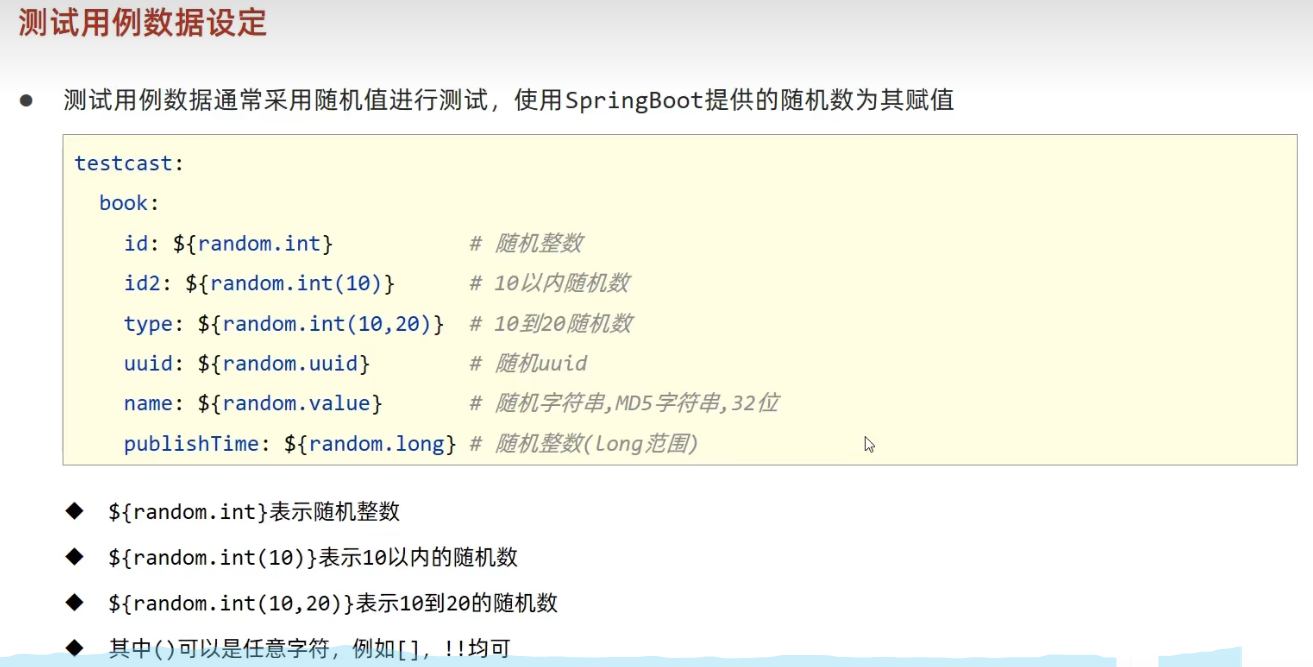 测试用例数据设定
● 测试用例数据通常采用随机值进行测试，使用SpringBoot提供的随机数为其赋值
testcast:
  book:
    id: ${random.int}           # 随机整数
    id2: ${random.int(10)}      # 10以内随机数
    type: ${random.int(10,20)}  # 10到20随机数
    uuid: ${random.uuid}        # 随机uuid
    name: ${random.value}       # 随机字符串,MD5字符串,32位
    publishTime: ${random.long} # 随机整数(long范围)
◆ ${random.int}表示随机整数
◆ ${random.int(10)}表示10以内的随机数
◆ ${random.int(10,20)}表示10到20的随机数
◆ 其中()可以是任意字符，例如[]，!!均可